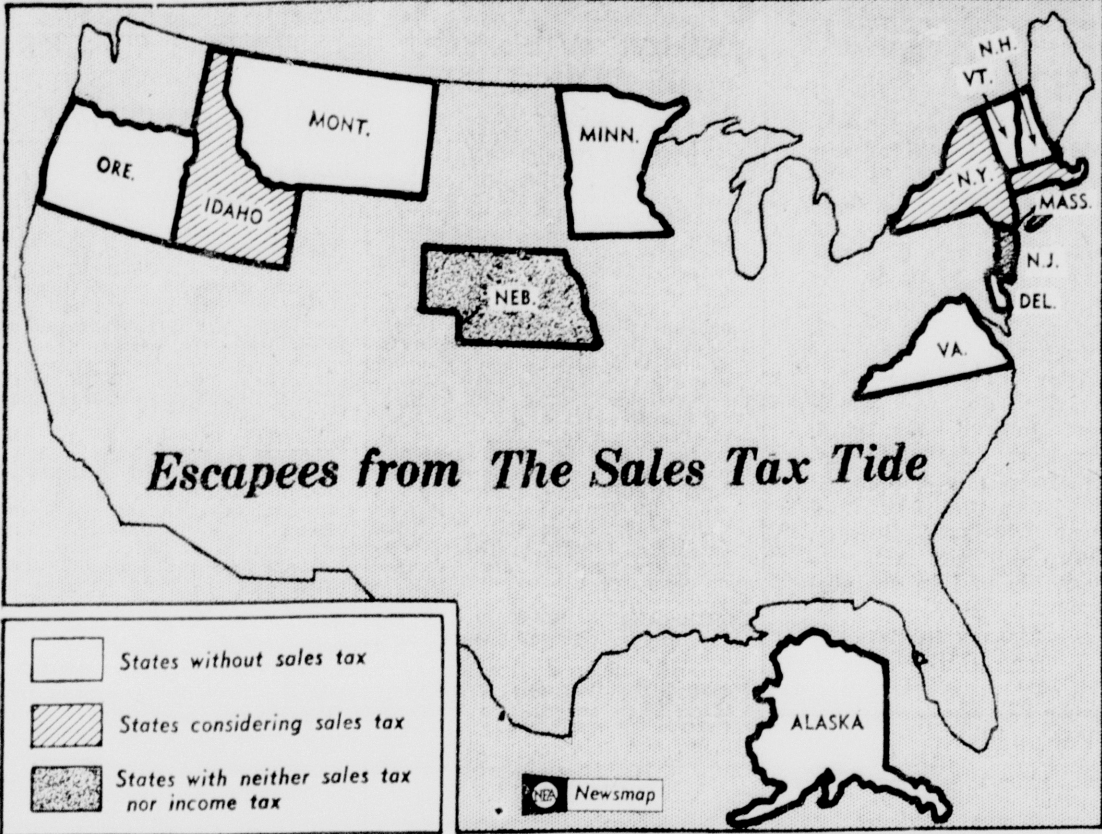 N.H.
VT.
MONT.
MINN.
ORE.
IDAHO
N.Y.
MASS.
N.J.
NEB.
DEL.
VA.
Escapees from The Sales Tax Tide
States without sales tax
States considering sales tax
States with neither sales tax
nor income tax
ALASKA
NEA Newsmap